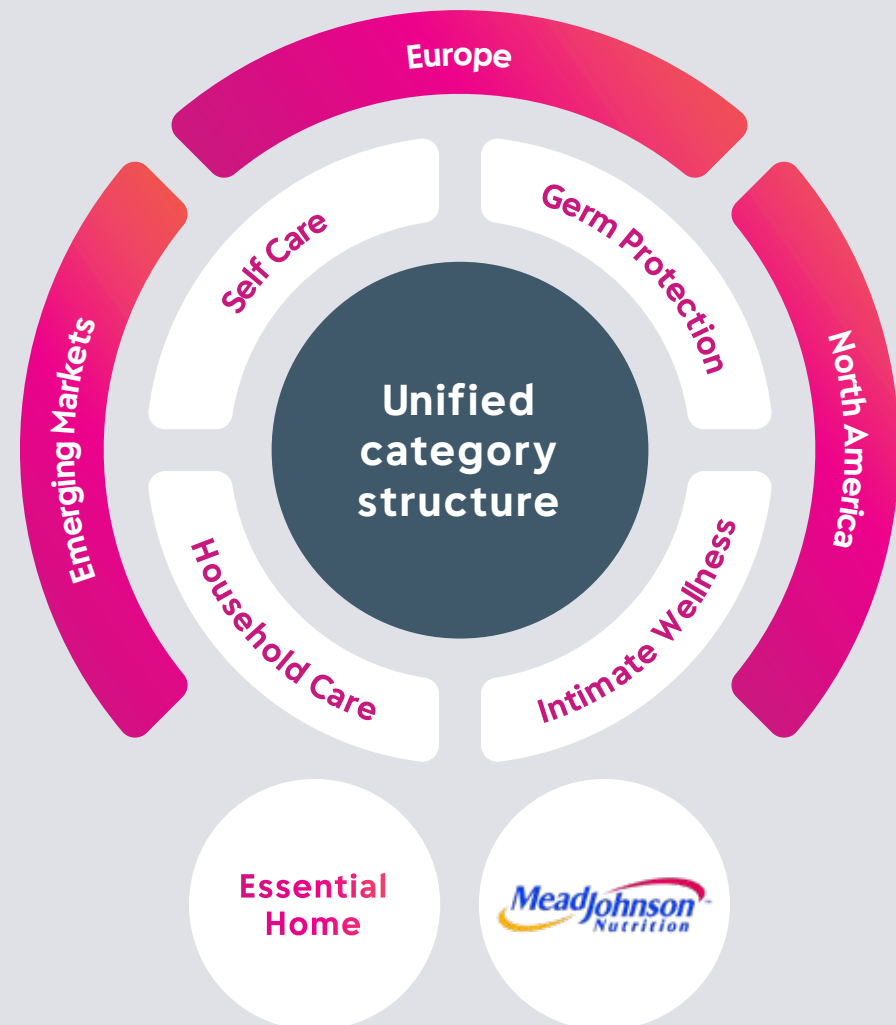 Europe
Self Care
Germ Protection
Emerging Markets
North America
Unified
category
structure
Household Care
Intimate Wellness
Essential
Home
MeadJohnson™
Nutrition